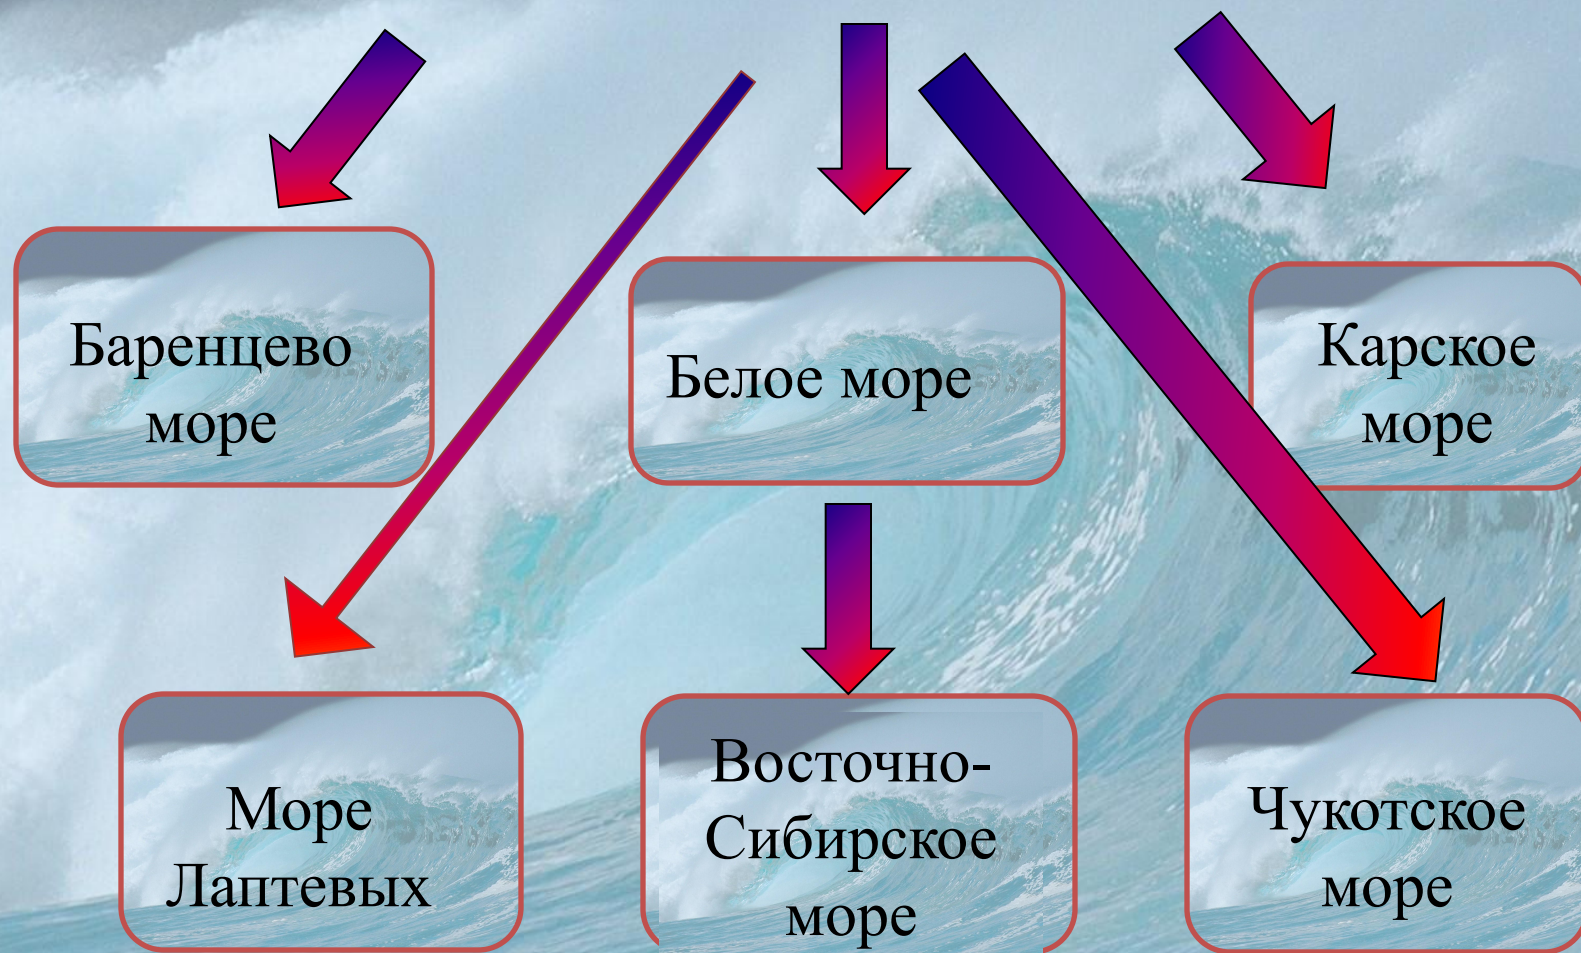 Баренцево
море
Белое море
Карское
море
Море
Лаптевых
Восточно-
Сибирское
море
Чукотское
море